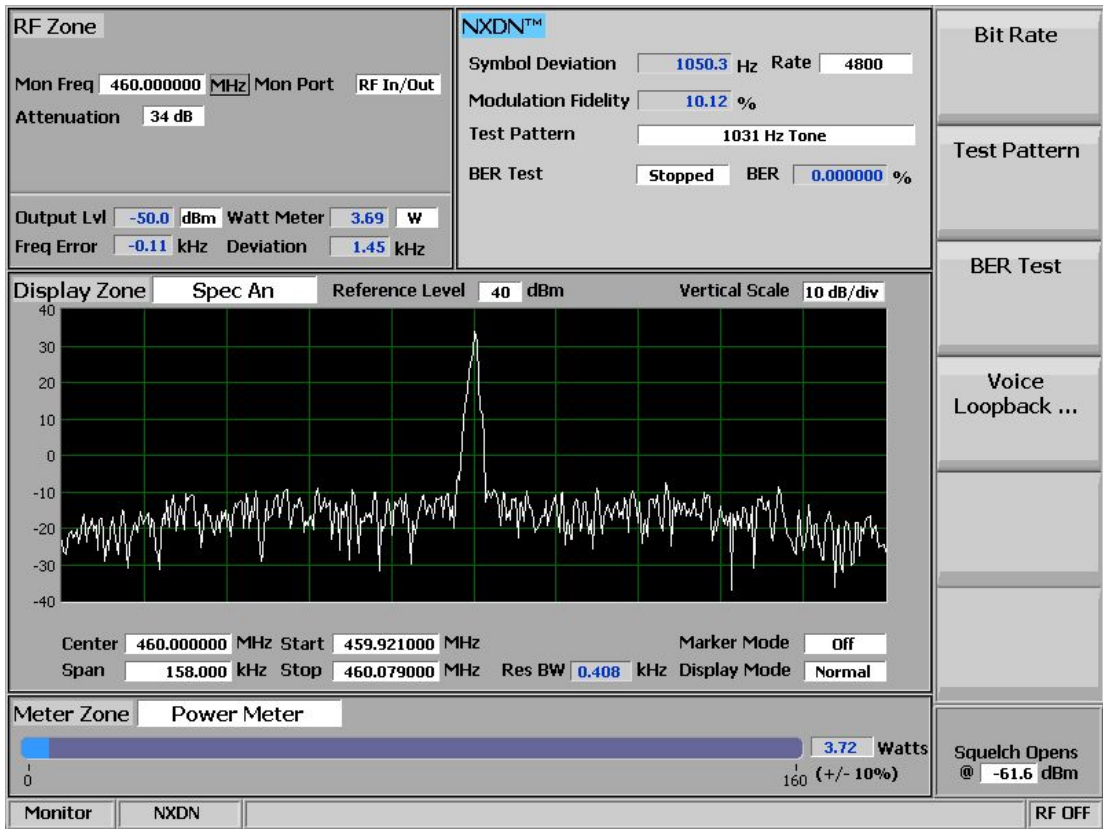 RF Zone
Mon Freq 460.000000 MHz Mon Port RF In/Out
Attenuation 34 dB
Output Lvl -50.0 dBm Watt Meter 3.69 W
Freq Error -0.11 kHz Deviation 1.45 kHz
NXDN™
Symbol Deviation 1050.3 Hz Rate 4800
Modulation Fidelity 10.12 %
Test Pattern 1031 Hz Tone
BER Test Stopped BER 0.000000 %
Display Zone Spec An Reference Level 40 dBm Vertical Scale 10 dB/div
40
30
20
10
0
-10
-20
-30
-40
Center 460.000000 MHz Start 459.921000 MHz Marker Mode Off
Span 158.000 kHz Stop 460.079000 MHz Res BW 0.408 kHz Display Mode Normal
Meter Zone Power Meter
3.72 Watts
0 160 (+/- 10%)
Bit Rate
Test Pattern
BER Test
Voice
Loopback ...
Squelch Opens
@ -61.6 dBm
Monitor NXDN RF OFF